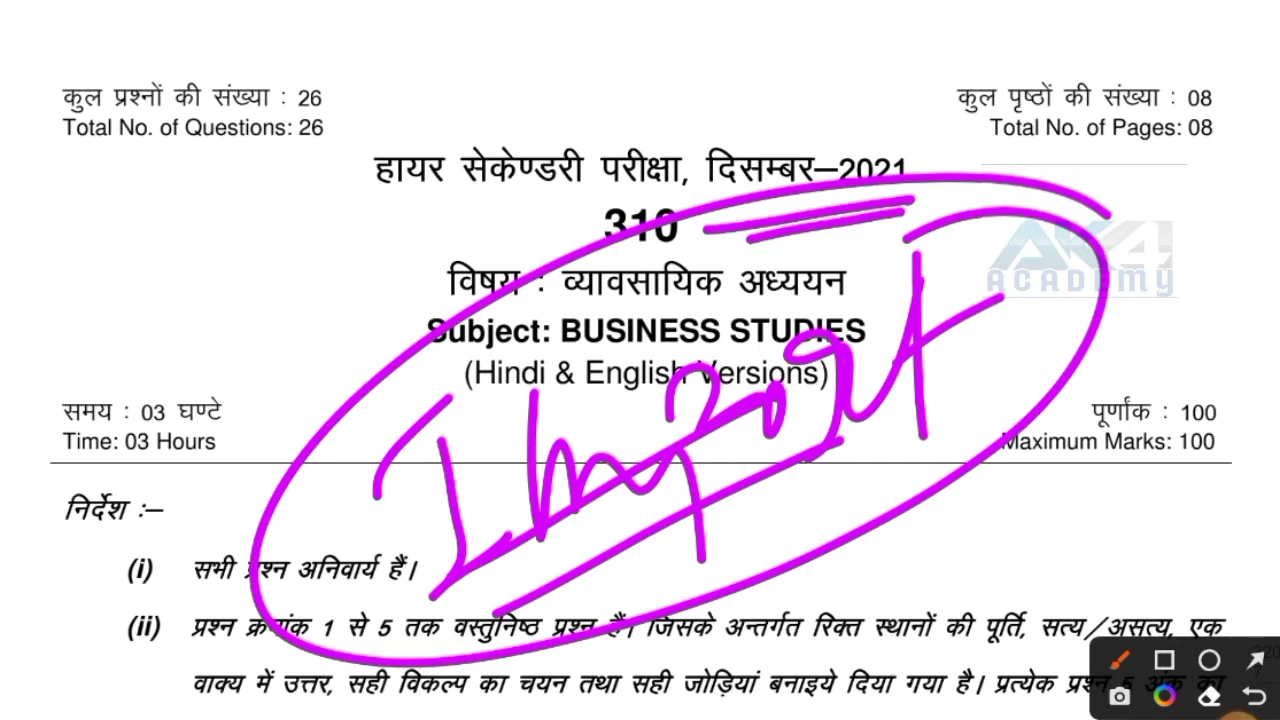 कुल प्रश्नों की संख्या : 26
Total No. of Questions: 26
कुल पृष्ठों की संख्या : 08
Total No. of Pages: 08
हायर सेकेण्डरी परीक्षा, दिसम्बर–2021
310
विषय : व्यावसायिक अध्ययन
Subject: BUSINESS STUDIES
(Hindi & English Versions)
AK4
ACADEMY
Import
समय : 03 घण्टे
Time: 03 Hours
पूर्णांक : 100
Maximum Marks: 100
निर्देश :–
(i) सभी प्रश्न अनिवार्य हैं।
(ii) प्रश्न क्रमांक 1 से 5 तक वस्तुनिष्ठ प्रश्न हैं। जिसके अन्तर्गत रिक्त स्थानों की पूर्ति, सत्य/असत्य, एक
वाक्य में उत्तर, सही विकल्प का चयन तथा सही जोड़ियां बनाइये दिया गया है। प्रत्येक प्रश्न 5 अंक का